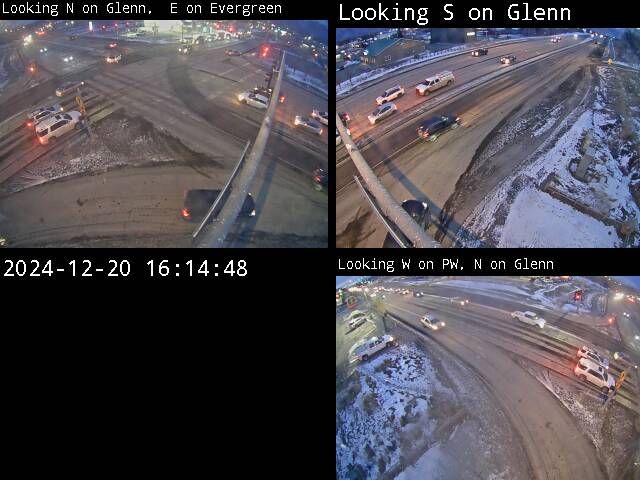 Looking N on Glenn,  E on Evergreen
Looking S on Glenn
2024-12-20 16:14:48
Looking W on PW, N on Glenn